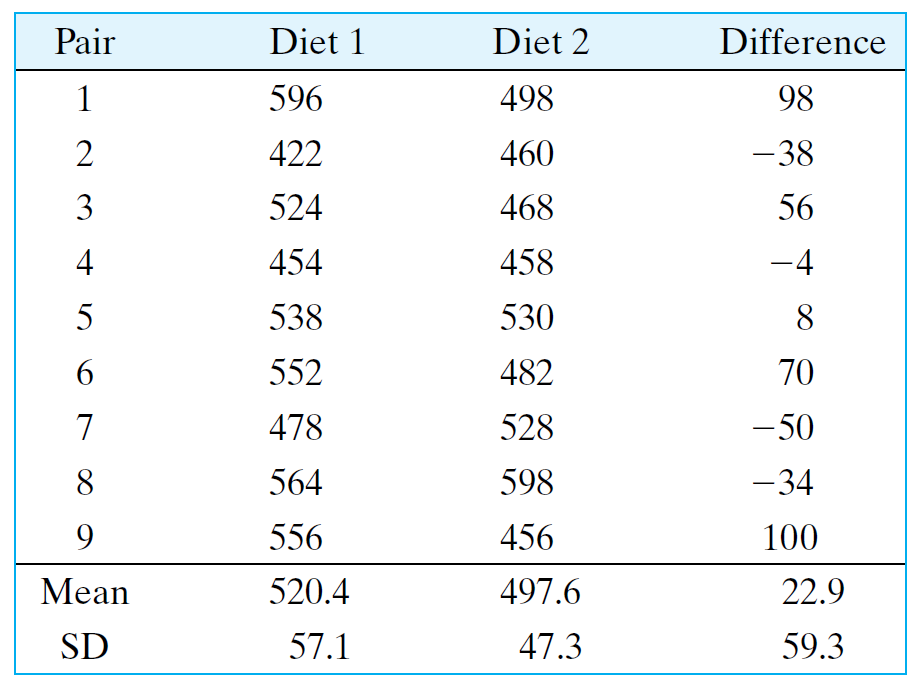 Pair Diet 1 Diet 2 Difference
1 596 498 98
2 422 460 −38
3 524 468 56
4 454 458 −4
5 538 530 8
6 552 482 70
7 478 528 −50
8 564 598 −34
9 556 456 100
Mean 520.4 497.6 22.9
SD 57.1 47.3 59.3